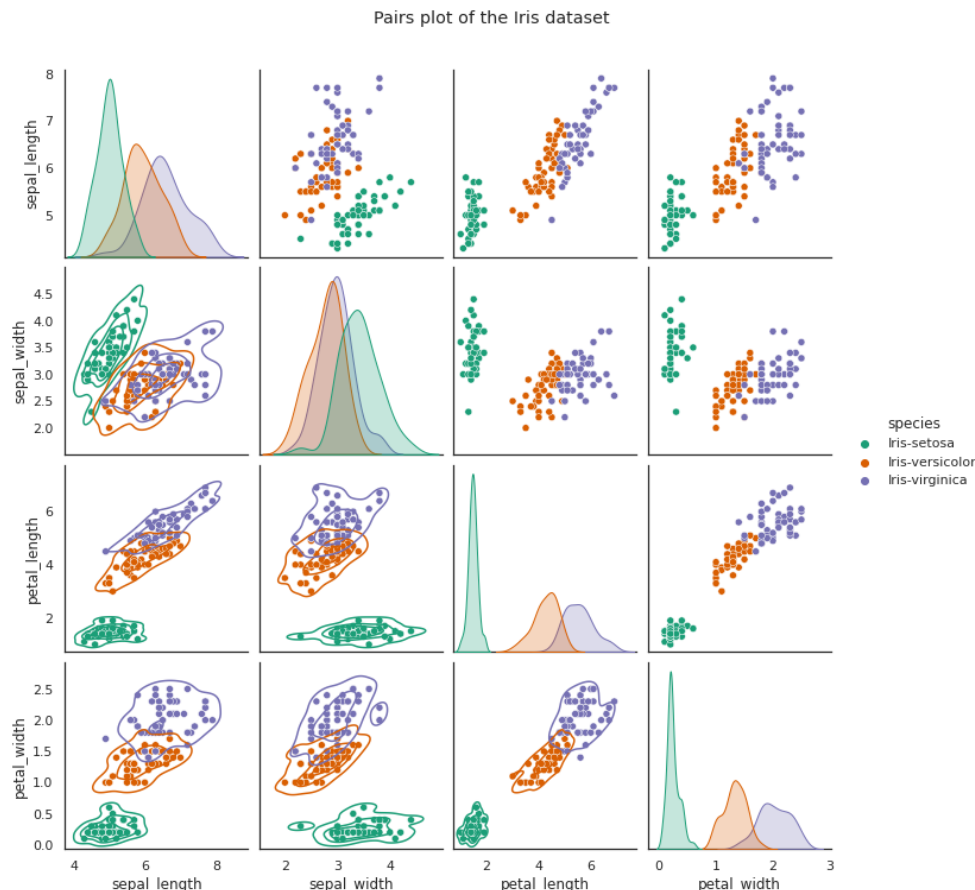 Pairs plot of the Iris dataset
8
7
6
5
sepal_length
4.5
4.0
3.5
3.0
2.5
2.0
sepal_width
species
Iris-setosa
Iris-versicolor
Iris-virginica
6
4
2
petal_length
2.5
2.0
1.5
1.0
0.5
0.0
petal_width
4 6 8 2 3 4 2 4 6 0 1 2 3
sepal_length sepal_width petal_length petal_width